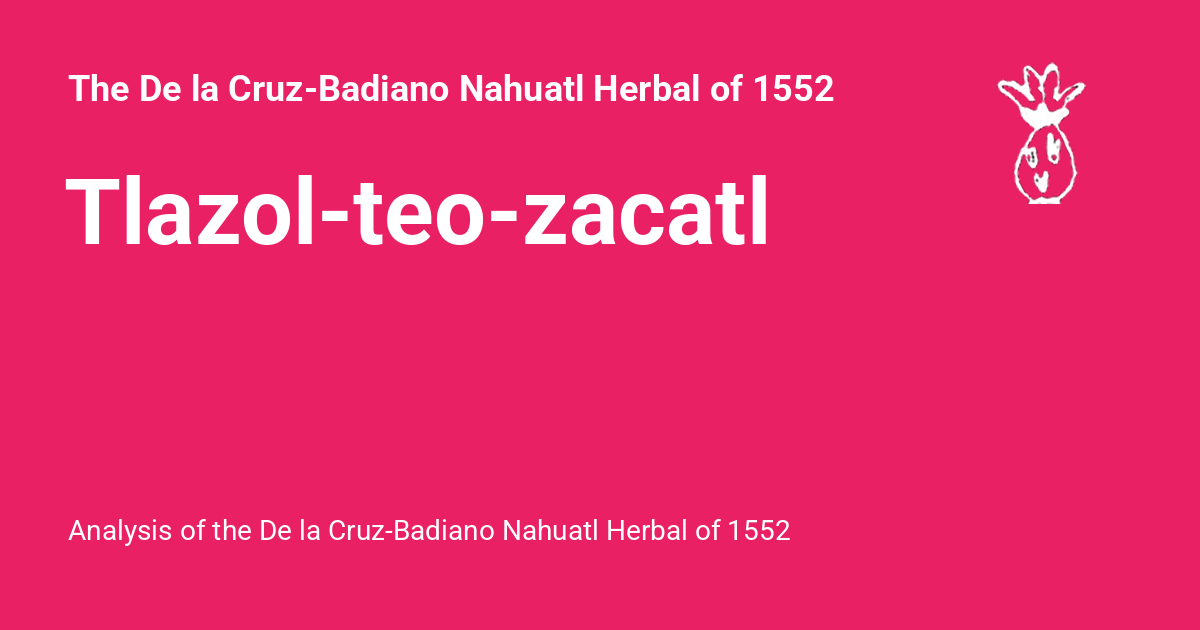 The De la Cruz-Badiano Nahuatl Herbal of 1552
Tlazol-teo-zacatl
Analysis of the De la Cruz-Badiano Nahuatl Herbal of 1552